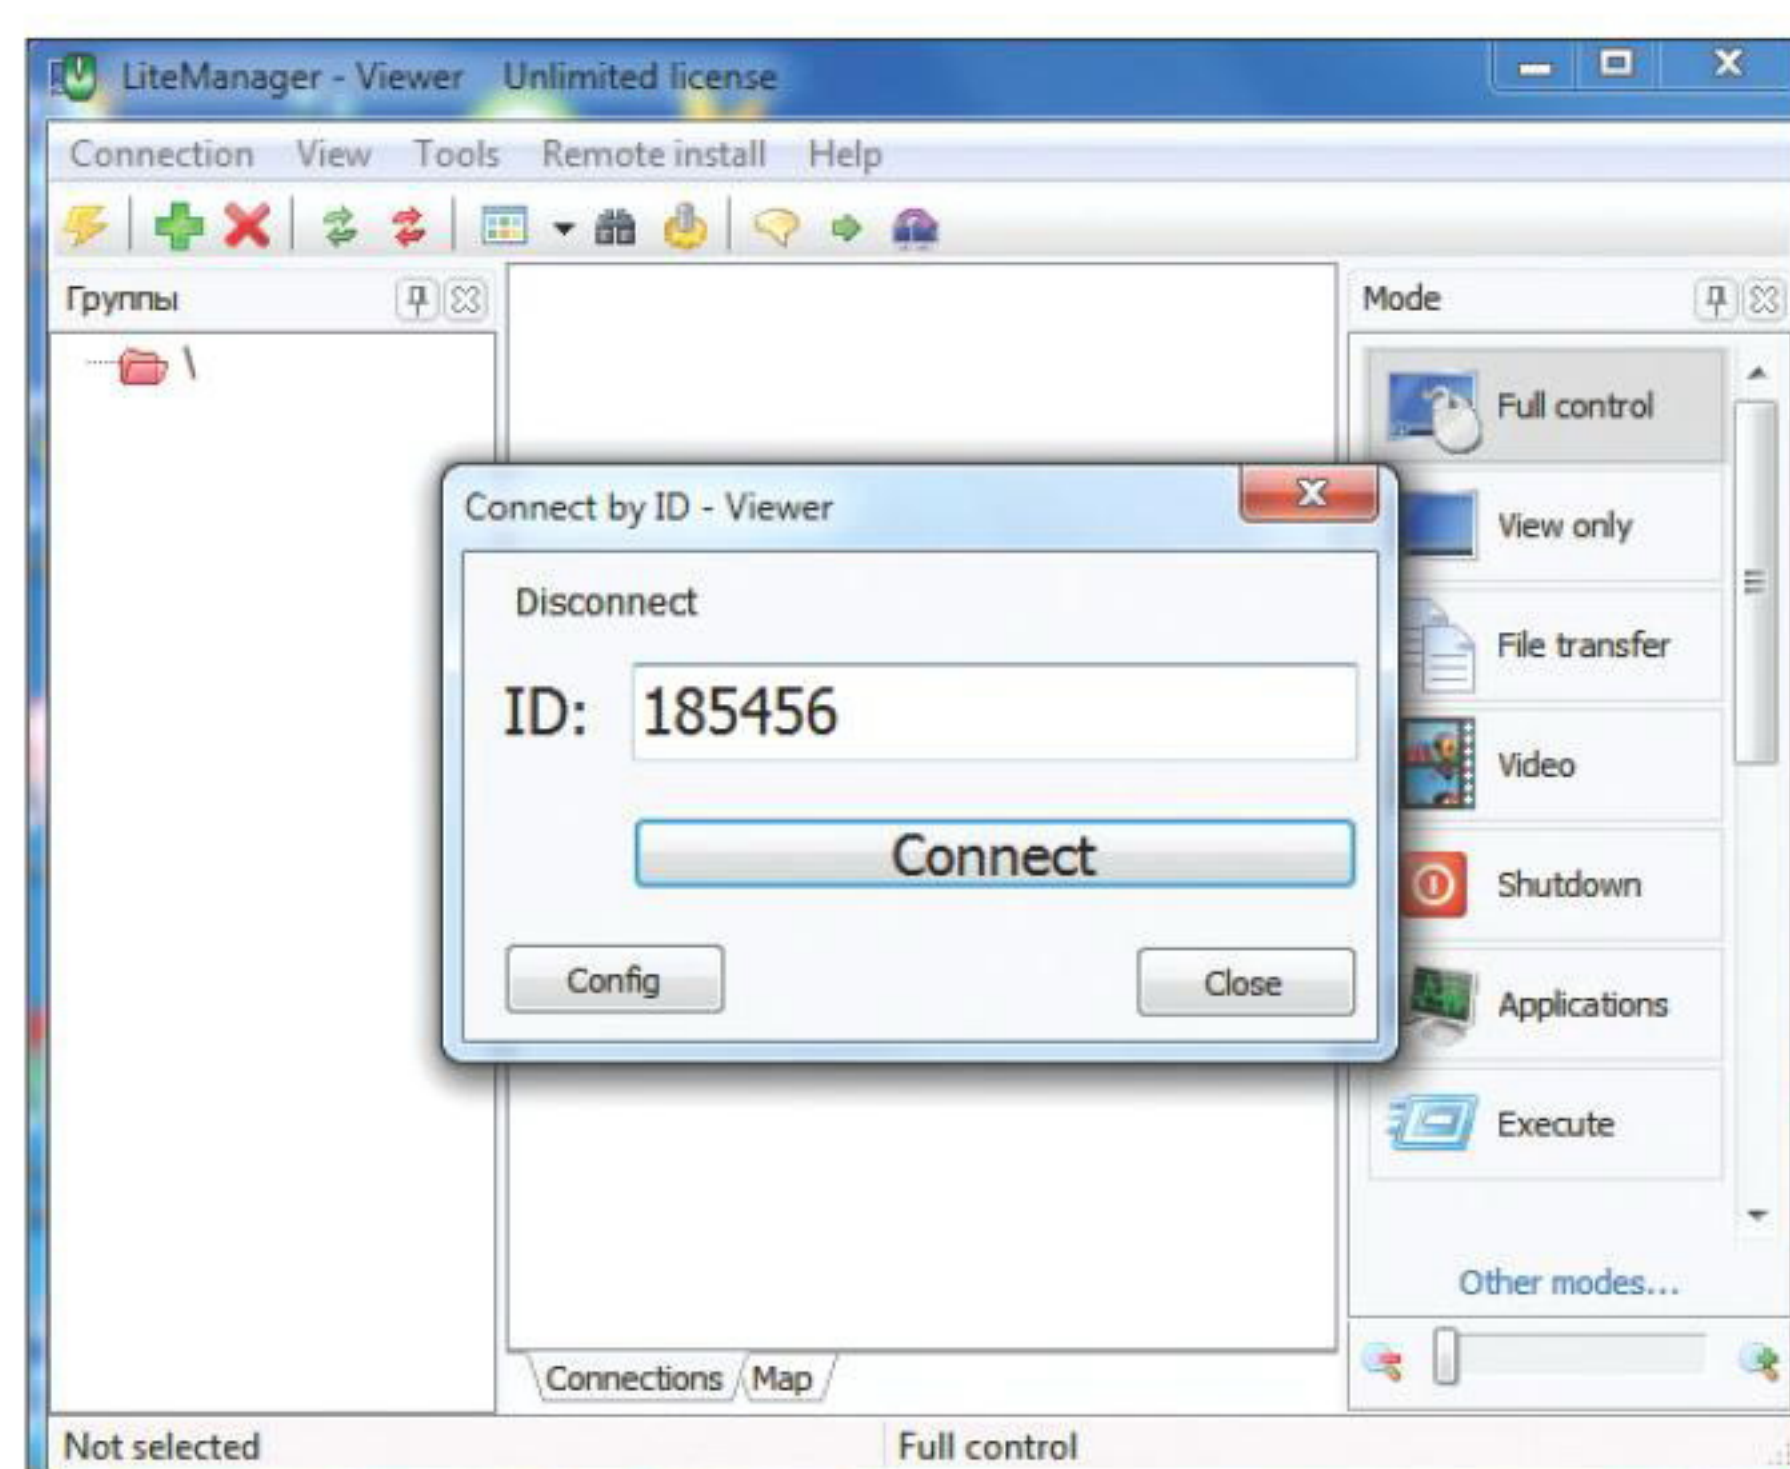 LiteManager - Viewer Unlimited license
Connection View Tools Remote install Help
Группы
\
Mode
Full control
View only
File transfer
Video
Shutdown
Applications
Execute
Other modes...
Connect by ID - Viewer
Disconnect
ID: 185456
Connect
Config Close
Connections Map
Not selected Full control